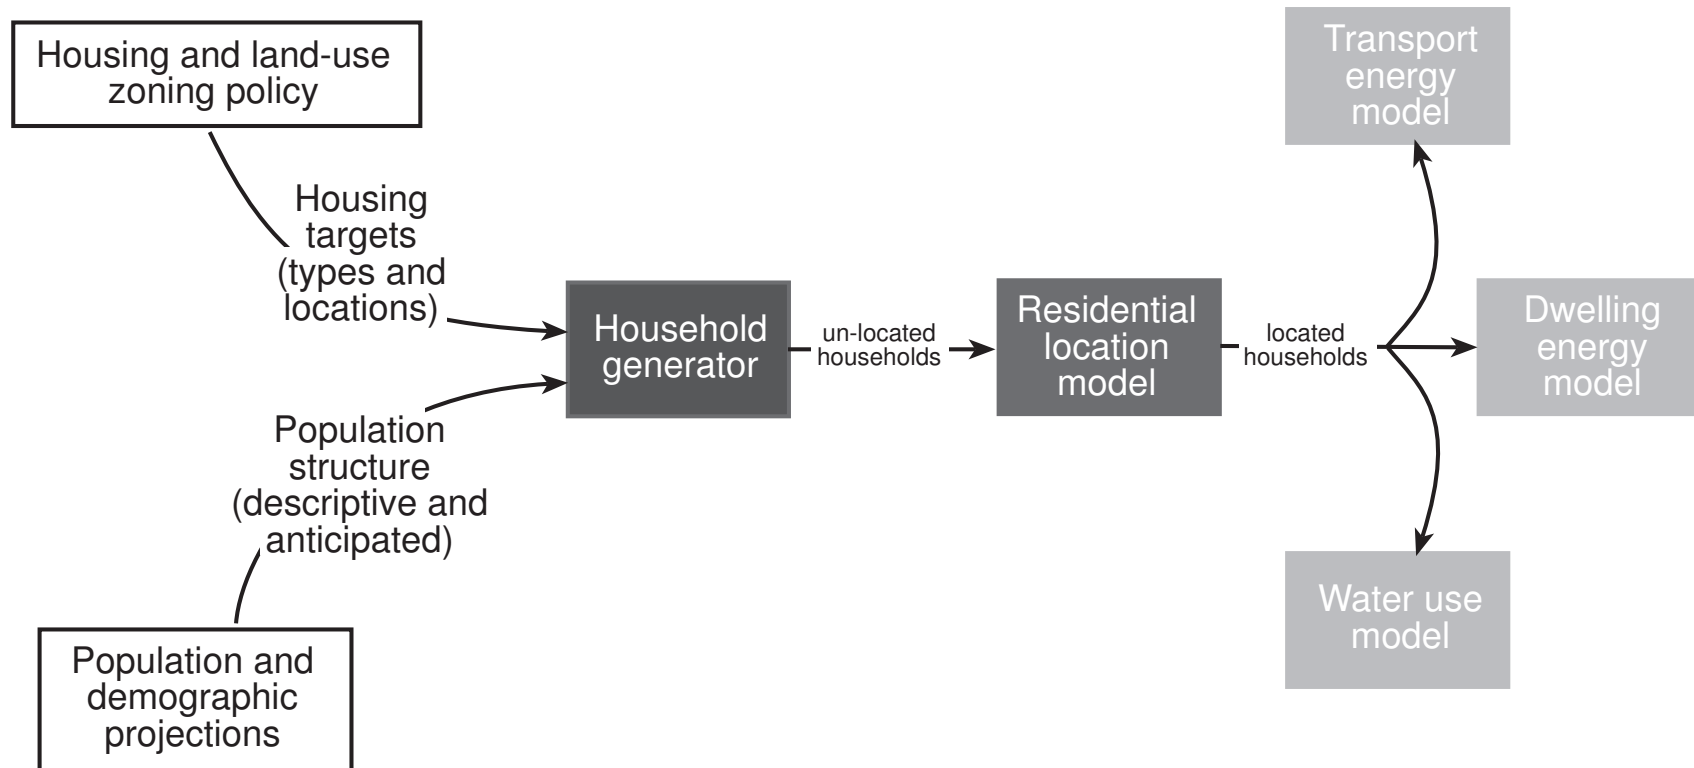 Housing and land-use
zoning policy
Housing
targets
(types and
locations)
Population
structure
(descriptive and
anticipated)
Population and
demographic
projections
Household
generator
un-located
households
Residential
location
model
located
households
Transport
energy
model
Dwelling
energy
model
Water use
model